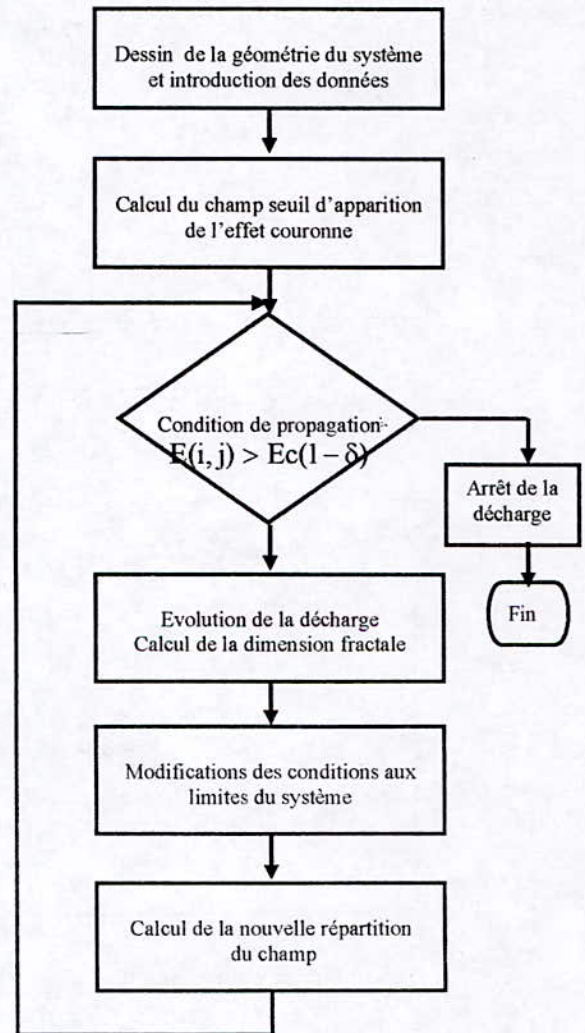 Dessin de la géométrie du système
et introduction des données
Calcul du champ seuil d'apparition
de l'effet couronne
Condition de propagation
E(i, j) > Ec(1 − δ)
Arrêt de la
décharge
Fin
Evolution de la décharge
Calcul de la dimension fractale
Modifications des conditions aux
limites du système
Calcul de la nouvelle répartition
du champ